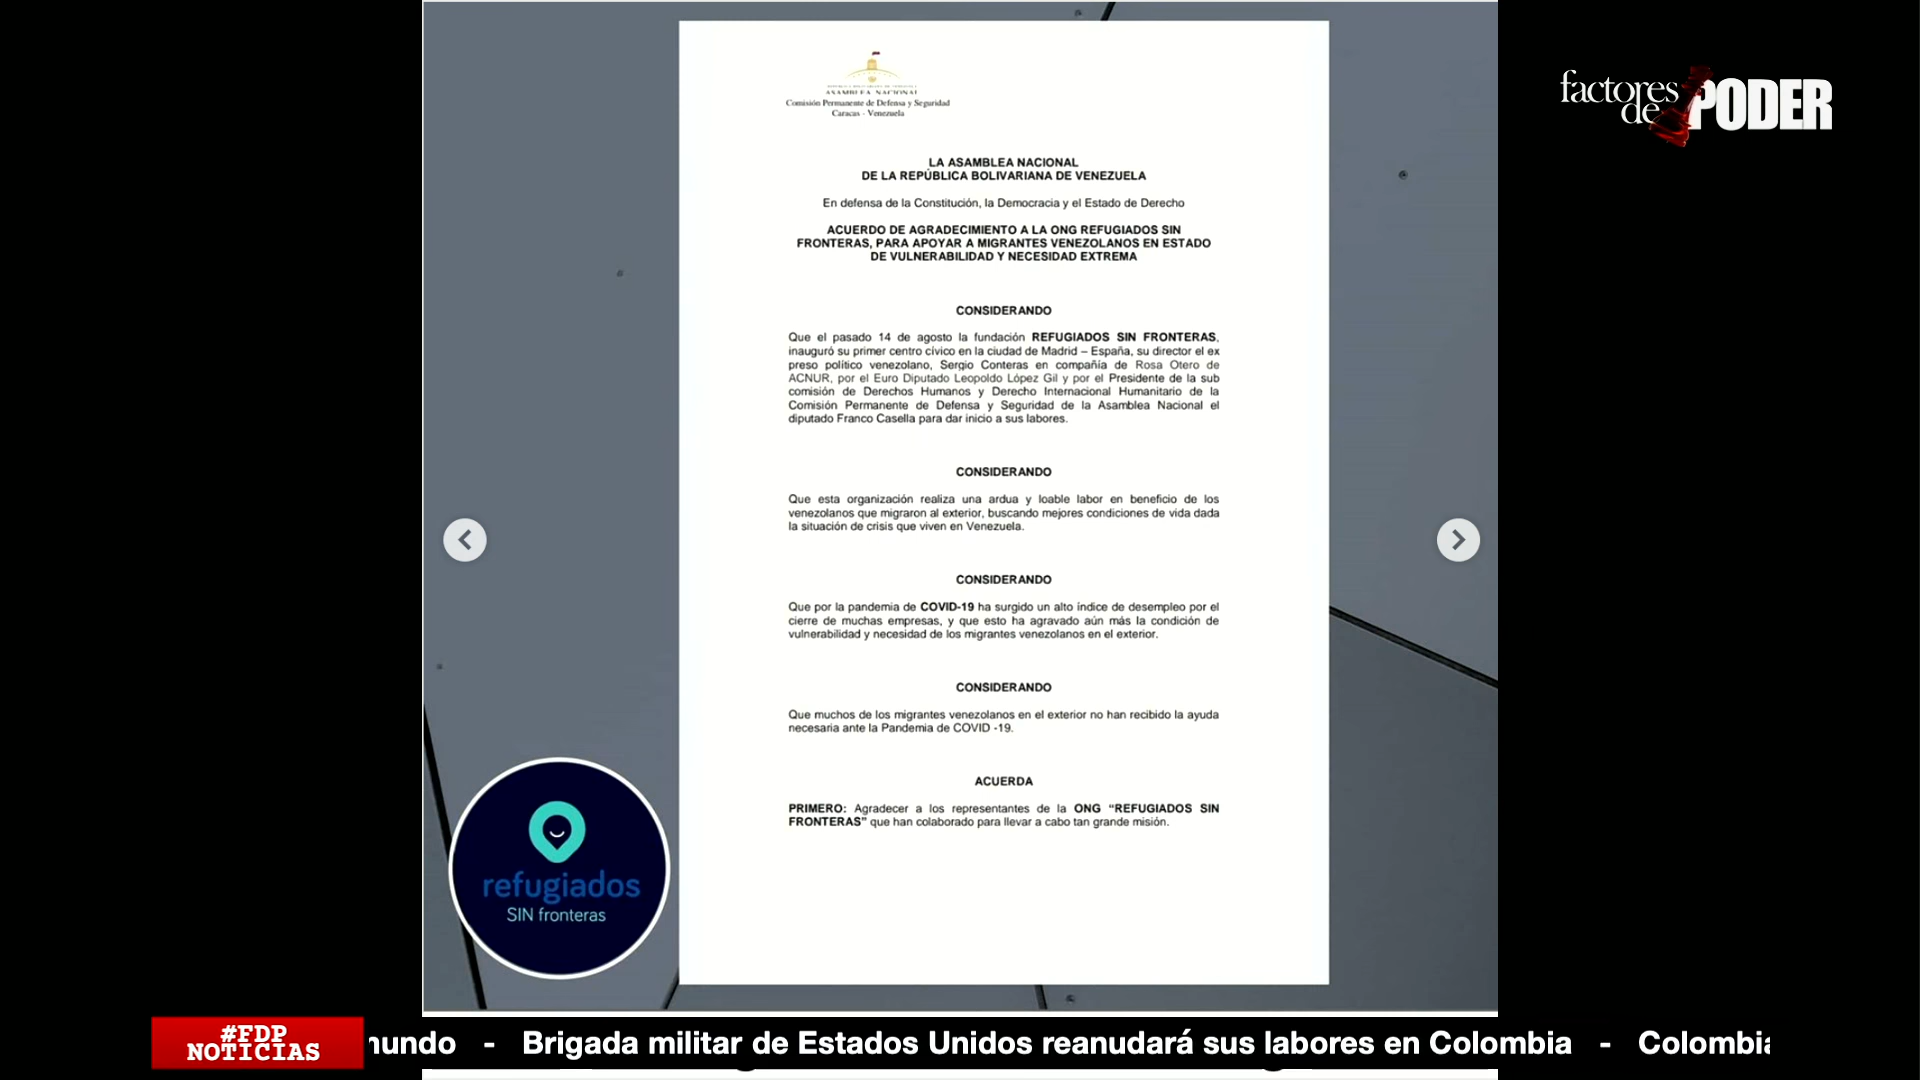 factores
de PODER
ASAMBLEA NACIONAL
Comisión Permanente de Defensa y Seguridad
Caracas - Venezuela
LA ASAMBLEA NACIONAL
DE LA REPÚBLICA BOLIVARIANA DE VENEZUELA
En defensa de la Constitución, la Democracia y el Estado de Derecho
ACUERDO DE AGRADECIMIENTO A LA ONG REFUGIADOS SIN
FRONTERAS, PARA APOYAR A MIGRANTES VENEZOLANOS EN ESTADO
DE VULNERABILIDAD Y NECESIDAD EXTREMA
CONSIDERANDO
Que el pasado 14 de agosto la fundación REFUGIADOS SIN FRONTERAS,
inauguró su primer centro cívico en la ciudad de Madrid – España, su director el ex
preso político venezolano, Sergio Conteras en compañía de Rosa Otero de
ACNUR, por el Euro Diputado Leopoldo López Gil y por el Presidente de la sub
comisión de Derechos Humanos y Derecho Internacional Humanitario de la
Comisión Permanente de Defensa y Seguridad de la Asamblea Nacional el
diputado Franco Casella para dar inicio a sus labores.
CONSIDERANDO
Que esta organización realiza una ardua y loable labor en beneficio de los
venezolanos que migraron al exterior, buscando mejores condiciones de vida dada
la situación de crisis que viven en Venezuela.
CONSIDERANDO
Que por la pandemia de COVID-19 ha surgido un alto índice de desempleo por el
cierre de muchas empresas, y que esto ha agravado aún más la condición de
vulnerabilidad y necesidad de los migrantes venezolanos en el exterior.
CONSIDERANDO
Que muchos de los migrantes venezolanos en el exterior no han recibido la ayuda
necesaria ante la Pandemia de COVID -19.
ACUERDA
PRIMERO: Agradecer a los representantes de la ONG “REFUGIADOS SIN
FRONTERAS” que han colaborado para llevar a cabo tan grande misión.
refugiados
SIN fronteras
#FDP
NOTICIAS
mundo - Brigada militar de Estados Unidos reanudará sus labores en Colombia - Colombia